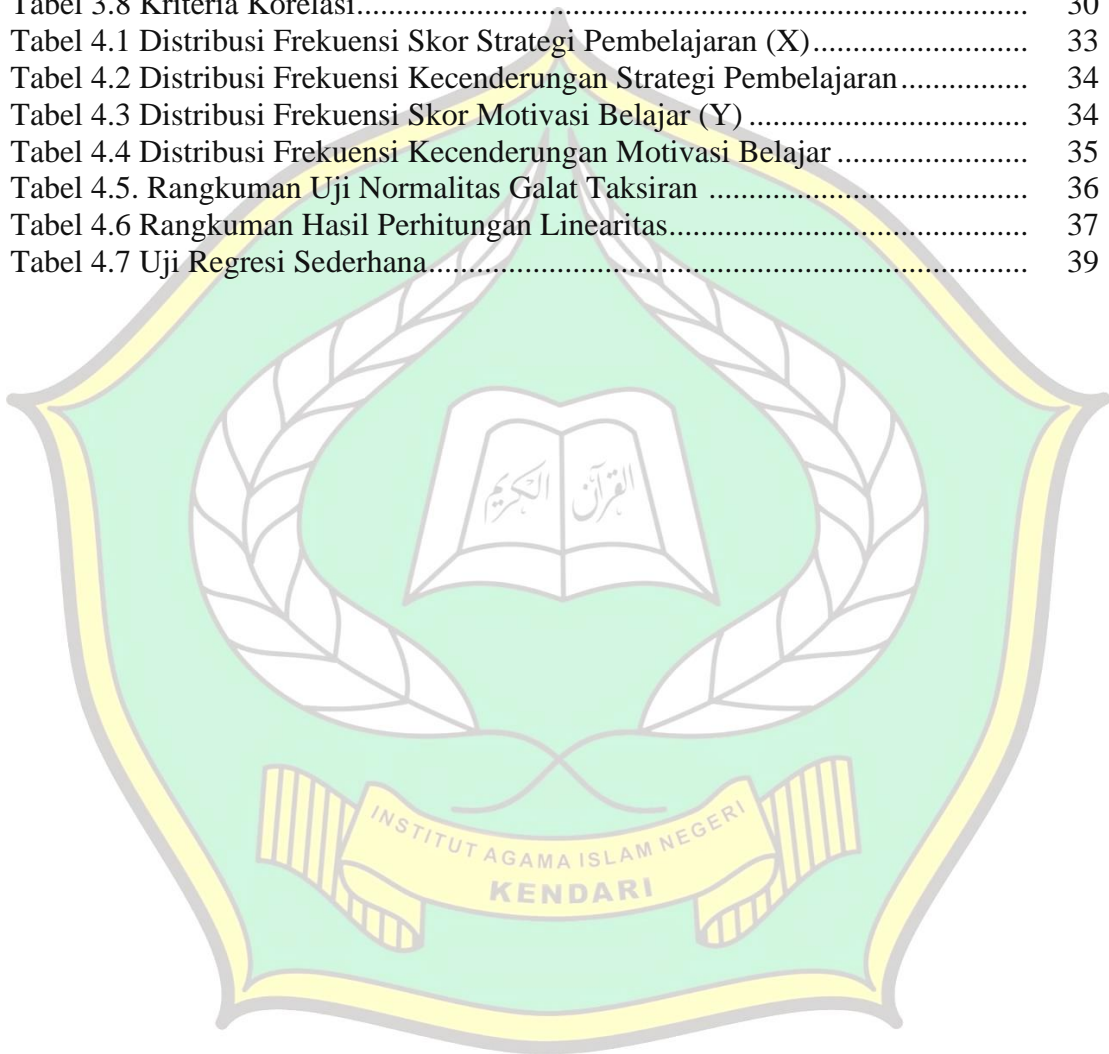 Tabel 3.8 Kriteria Korelasi.......................................................................................... 30
Tabel 4.1 Distribusi Frekuensi Skor Strategi Pembelajaran (X)............................ 33
Tabel 4.2 Distribusi Frekuensi Kecenderungan Strategi Pembelajaran................ 34
Tabel 4.3 Distribusi Frekuensi Skor Motivasi Belajar (Y).................................... 34
Tabel 4.4 Distribusi Frekuensi Kecenderungan Motivasi Belajar......................... 35
Tabel 4.5. Rangkuman Uji Normalitas Galat Taksiran ......................................... 36
Tabel 4.6 Rangkuman Hasil Perhitungan Linearitas.............................................. 37
Tabel 4.7 Uji Regresi Sederhana............................................................................. 39
القرآن الكريم
INSTITUT AGAMA ISLAM NEGERI
KENDARI